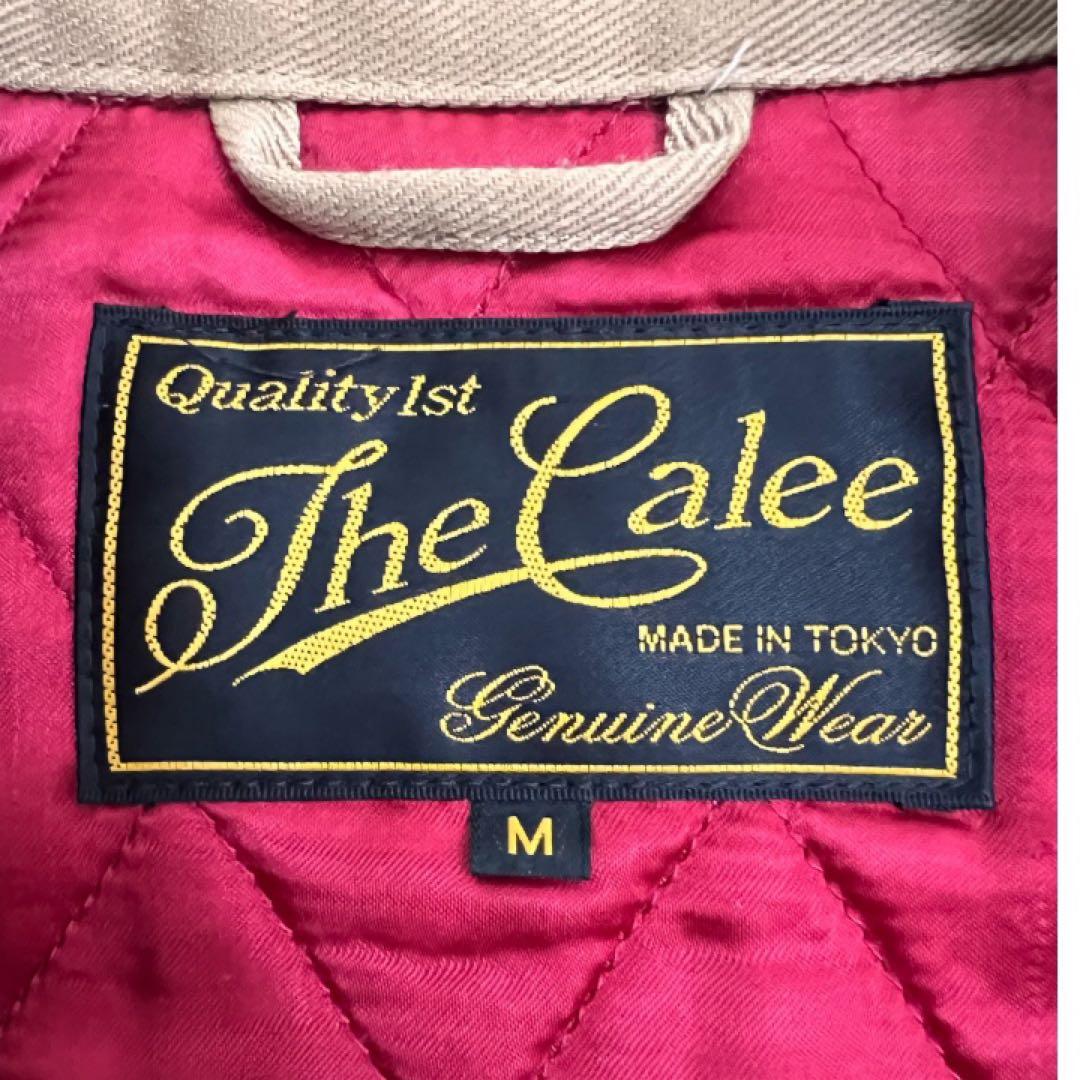 Quality 1st
The Calee
MADE IN TOKYO
Genuine Wear
M